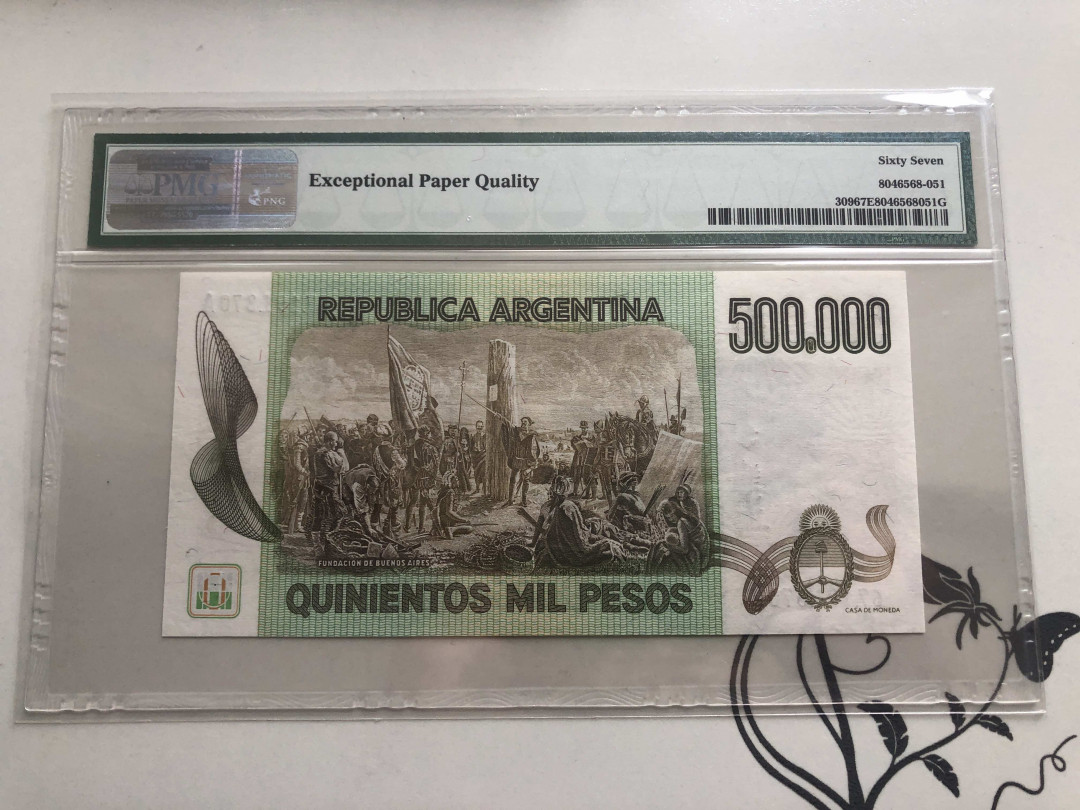 PMG
PNG
Exceptional Paper Quality
Sixty Seven
8046568-051
30967E8046568051G
REPUBLICA ARGENTINA
500.000
FUNDACION DE BUENOS AIRES
QUINIENTOS MIL PESOS
CASA DE MONEDA